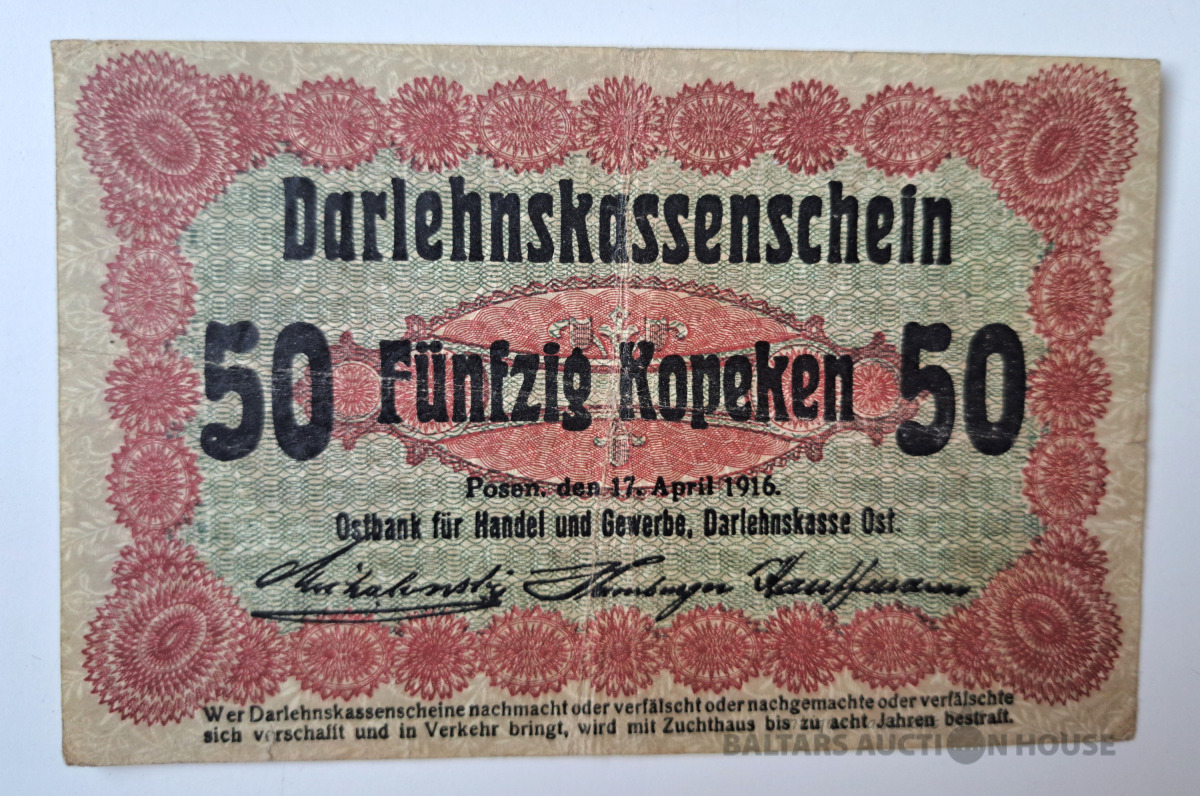 Darlehnskassenschein
50 Fünfzig Kopeken 50
Posen, den 17. April 1916.
Ostbank für Handel und Gewerbe, Darlehnskasse Ost.
Kauffmann
Wer Darlehnskassenscheine nachmacht oder verfälscht oder nachgemachte oder verfälschte
sich verschafft und in Verkehr bringt, wird mit Zuchthaus bis zu acht Jahren bestraft.
BALTARS AUCTION HOUSE